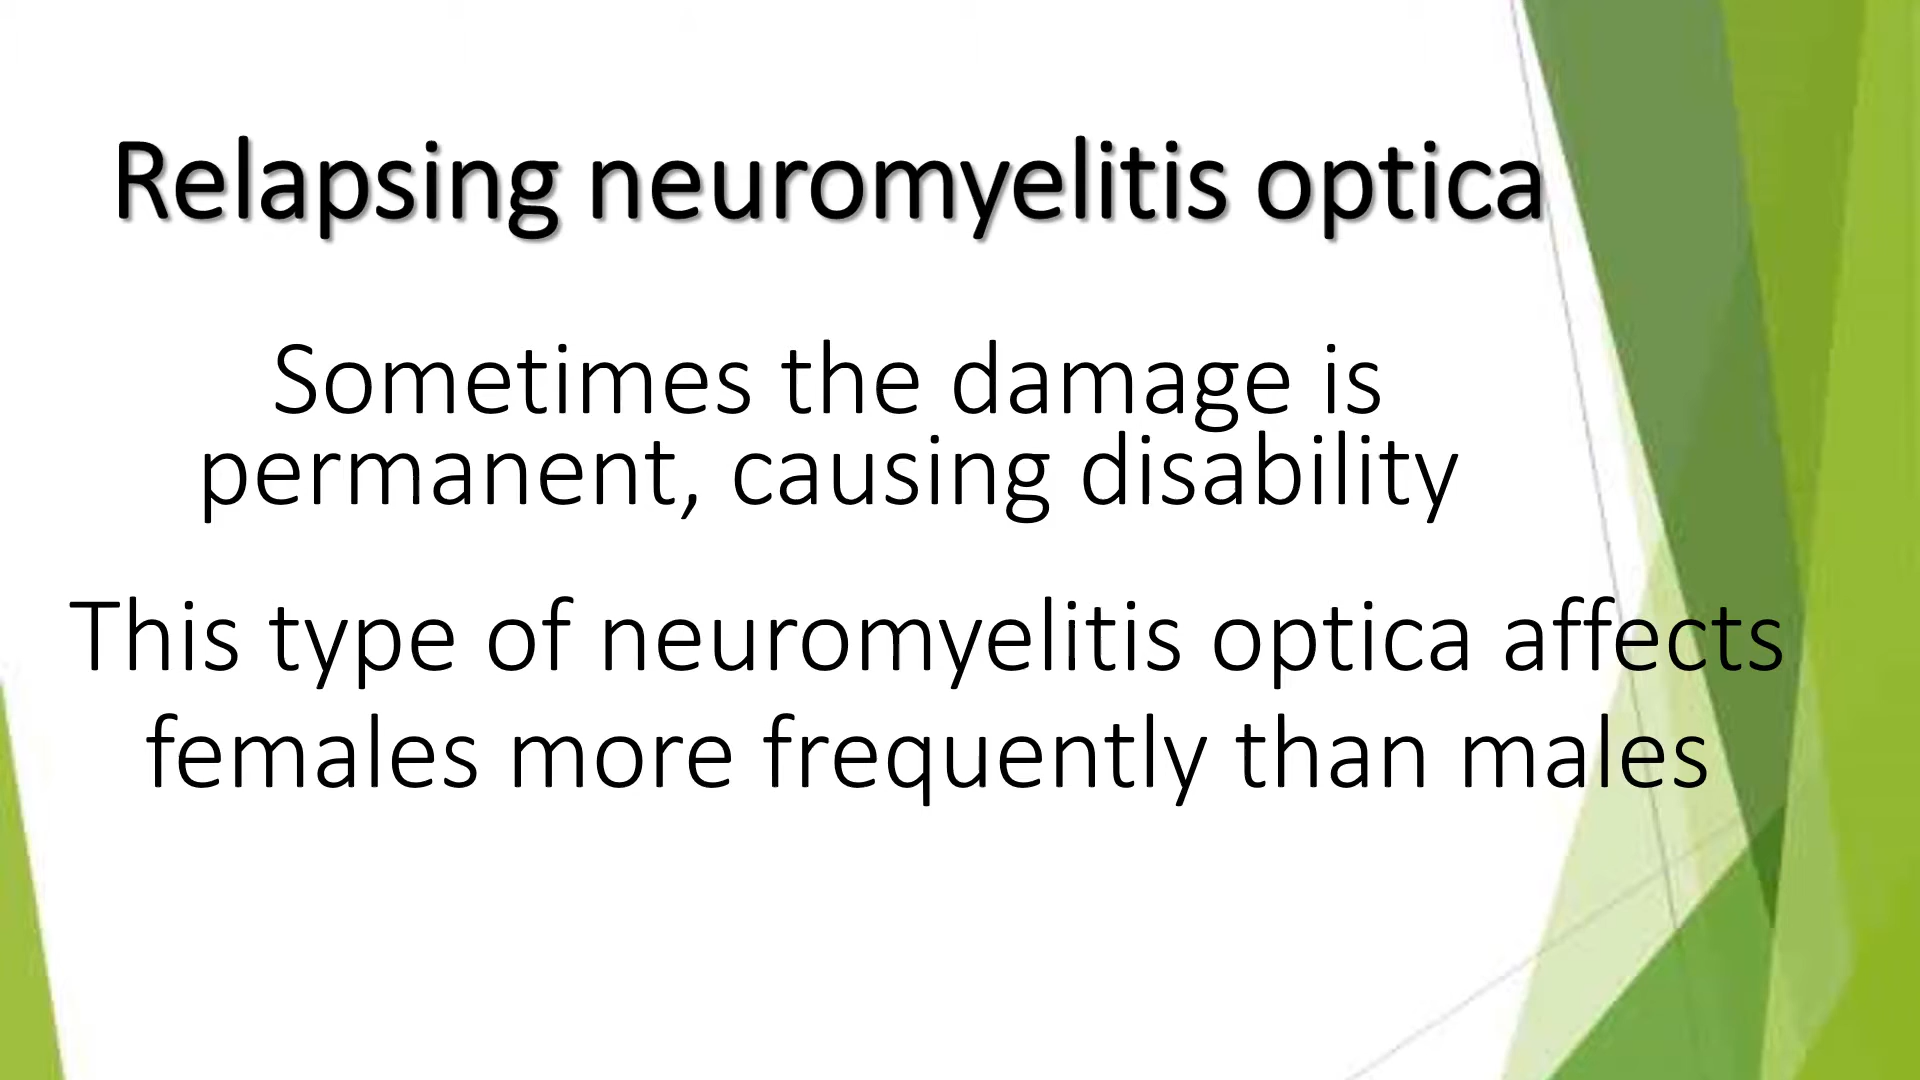 Relapsing neuromyelitis optica
Sometimes the damage is
permanent, causing disability
This type of neuromyelitis optica affects
females more frequently than males